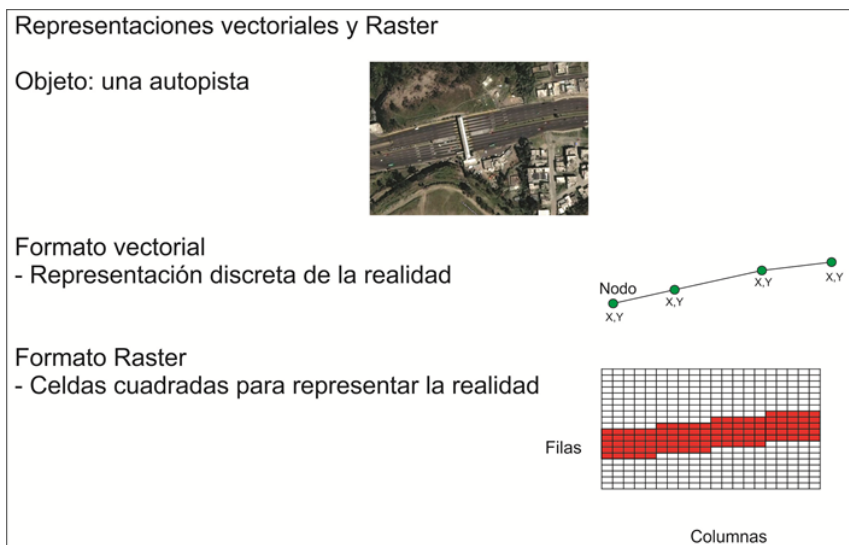 Representaciones vectoriales y Raster
Objeto: una autopista
Formato vectorial
- Representación discreta de la realidad
Nodo
X,Y
X,Y
X,Y
X,Y
Formato Raster
- Celdas cuadradas para representar la realidad
Filas
Columnas